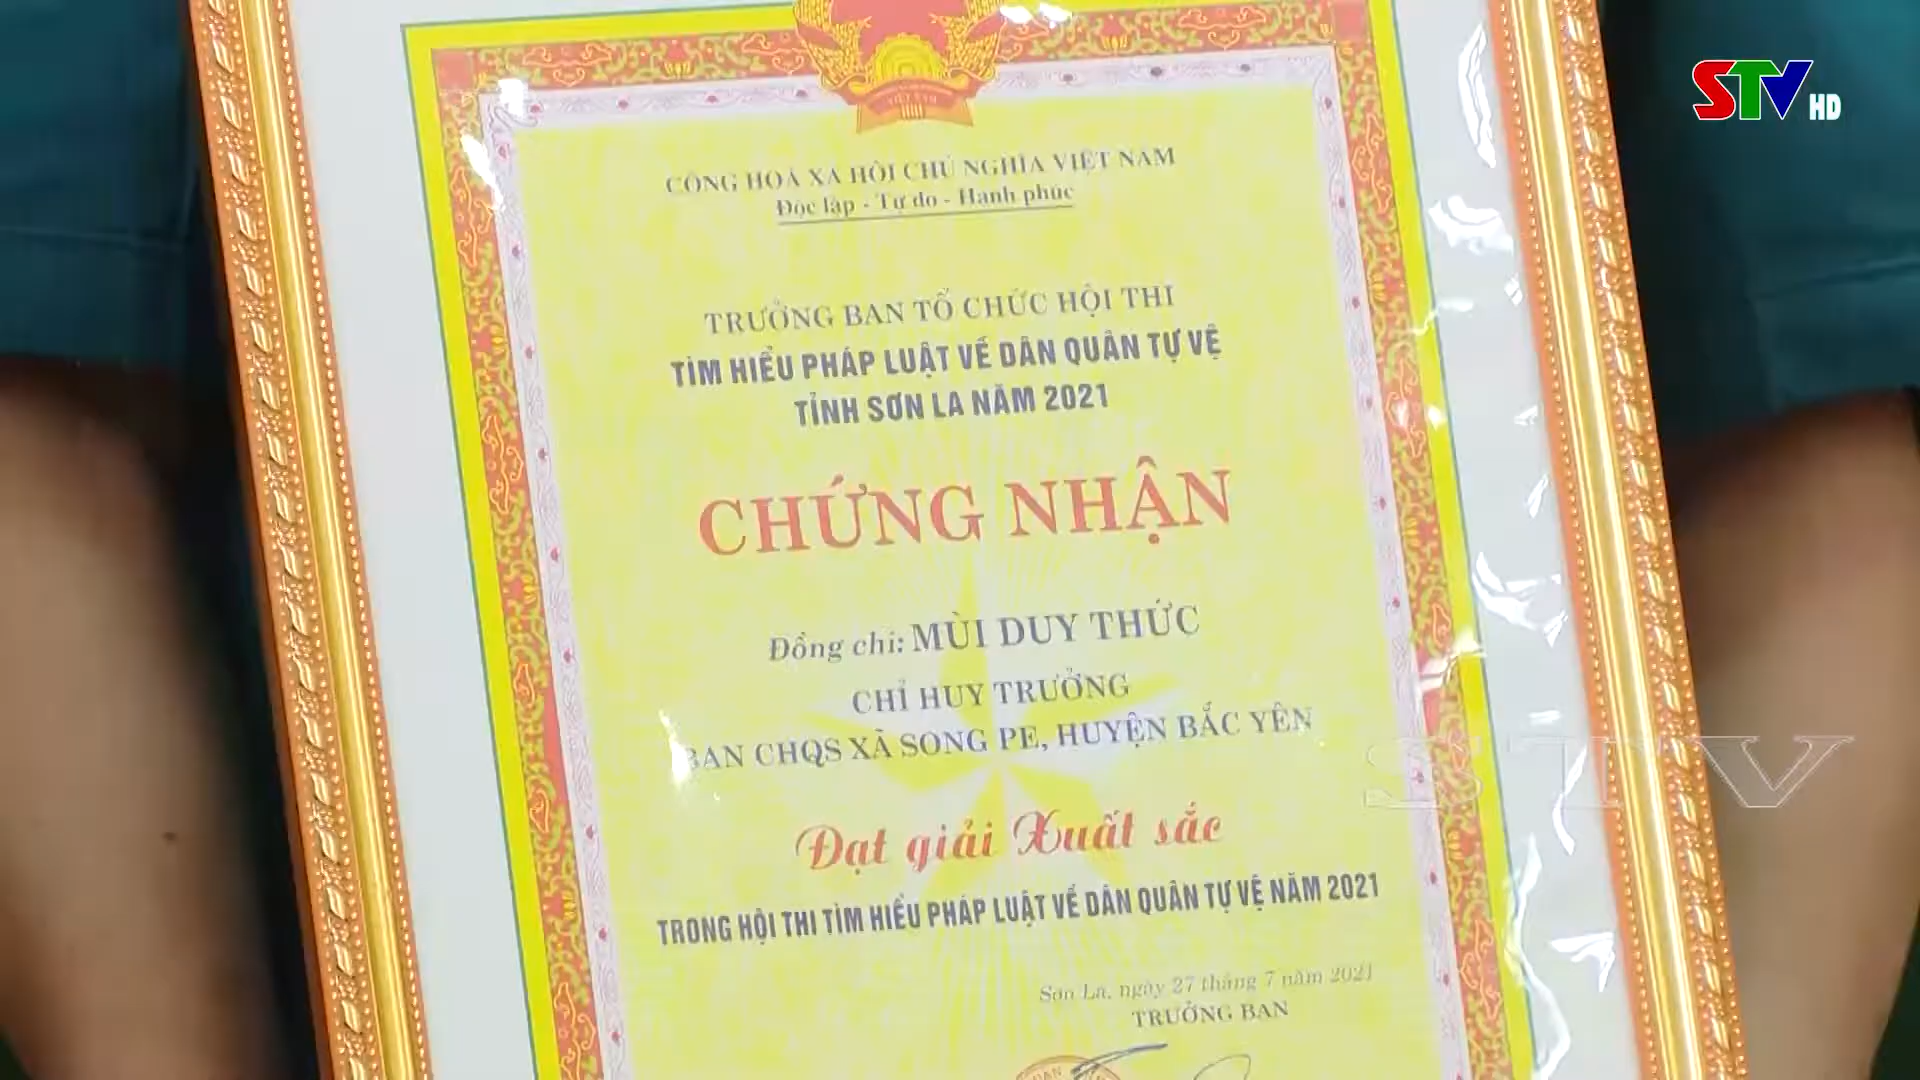 STV HD
VIỆT NAM
CỘNG HOÀ XÃ HỘI CHỦ NGHĨA VIỆT NAM
Độc lập - Tự do - Hạnh phúc
TRƯỞNG BAN TỔ CHỨC HỘI THI
TÌM HIỂU PHÁP LUẬT VỀ DÂN QUÂN TỰ VỆ
TỈNH SƠN LA NĂM 2021
CHỨNG NHẬN
Đồng chí: MÙI DUY THỨC
CHỈ HUY TRƯỞNG
BAN CHQS XÃ SONG PE, HUYỆN BẮC YÊN
STV
Đạt giải Xuất sắc
TRONG HỘI THI TÌM HIỂU PHÁP LUẬT VỀ DÂN QUÂN TỰ VỆ NĂM 2021
Sơn La, ngày 27 tháng 7 năm 2021
TRƯỞNG BAN